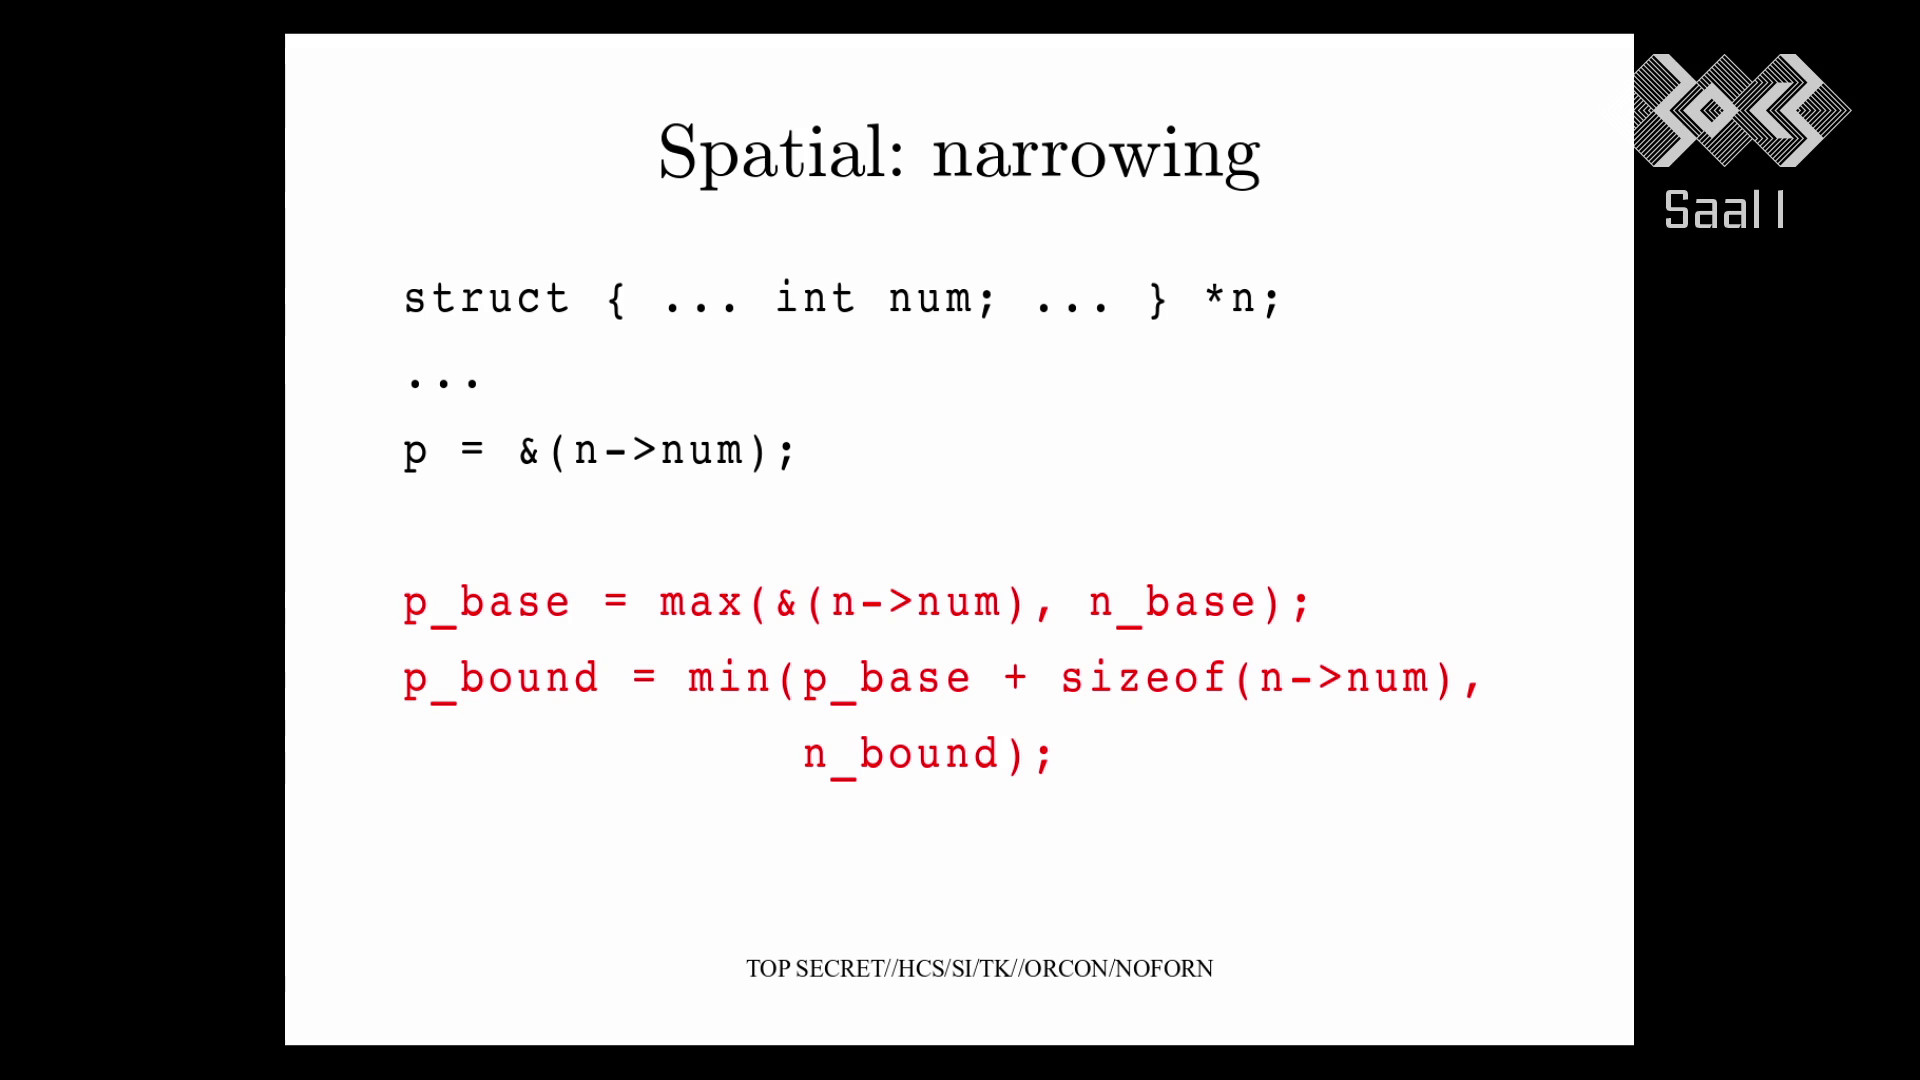 Spatial: narrowing
Saal 1
struct { ... int num; ... } *n;
...
p = &(n->num);
p_base = max(&(n->num), n_base);
p_bound = min(p_base + sizeof(n->num),
n_bound);
TOP SECRET//HCS/SI/TK//ORCON/NOFORN